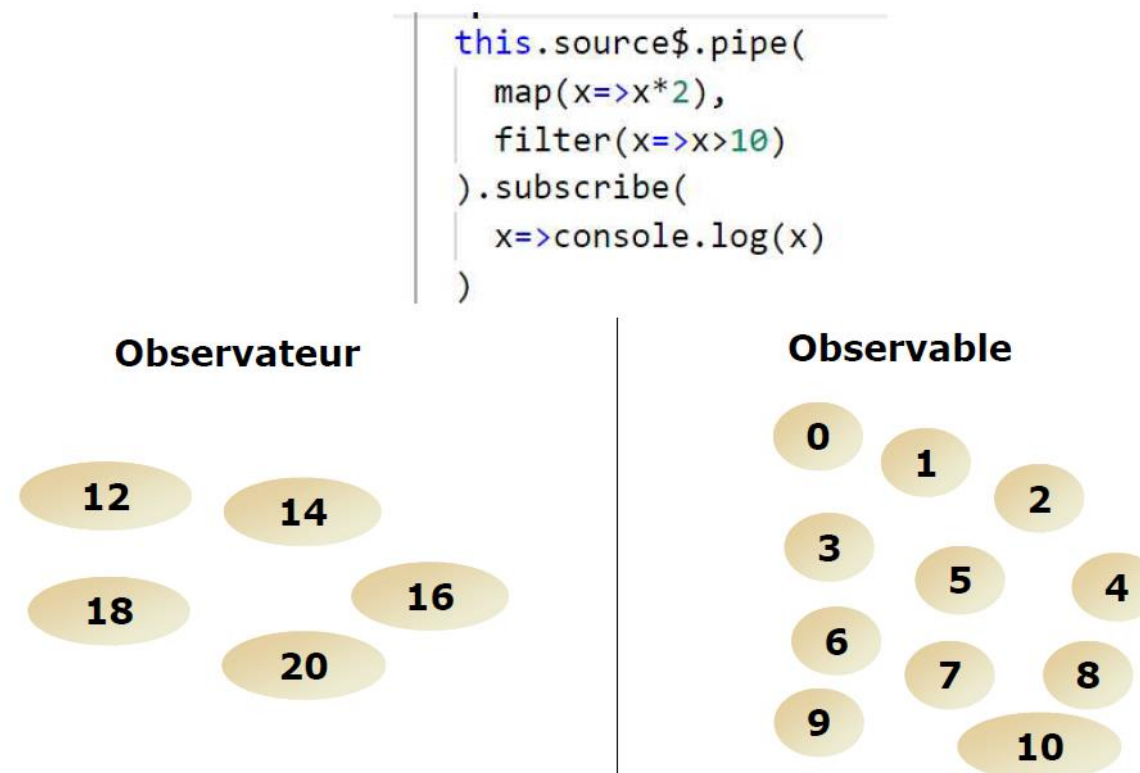 this.source$.pipe(
map(x=>x*2),
filter(x=>x>10)
).subscribe(
x=>console.log(x)
)
Observateur
12
14
16
18
20
Observable
0
1
2
3
5
4
6
7
8
9
10